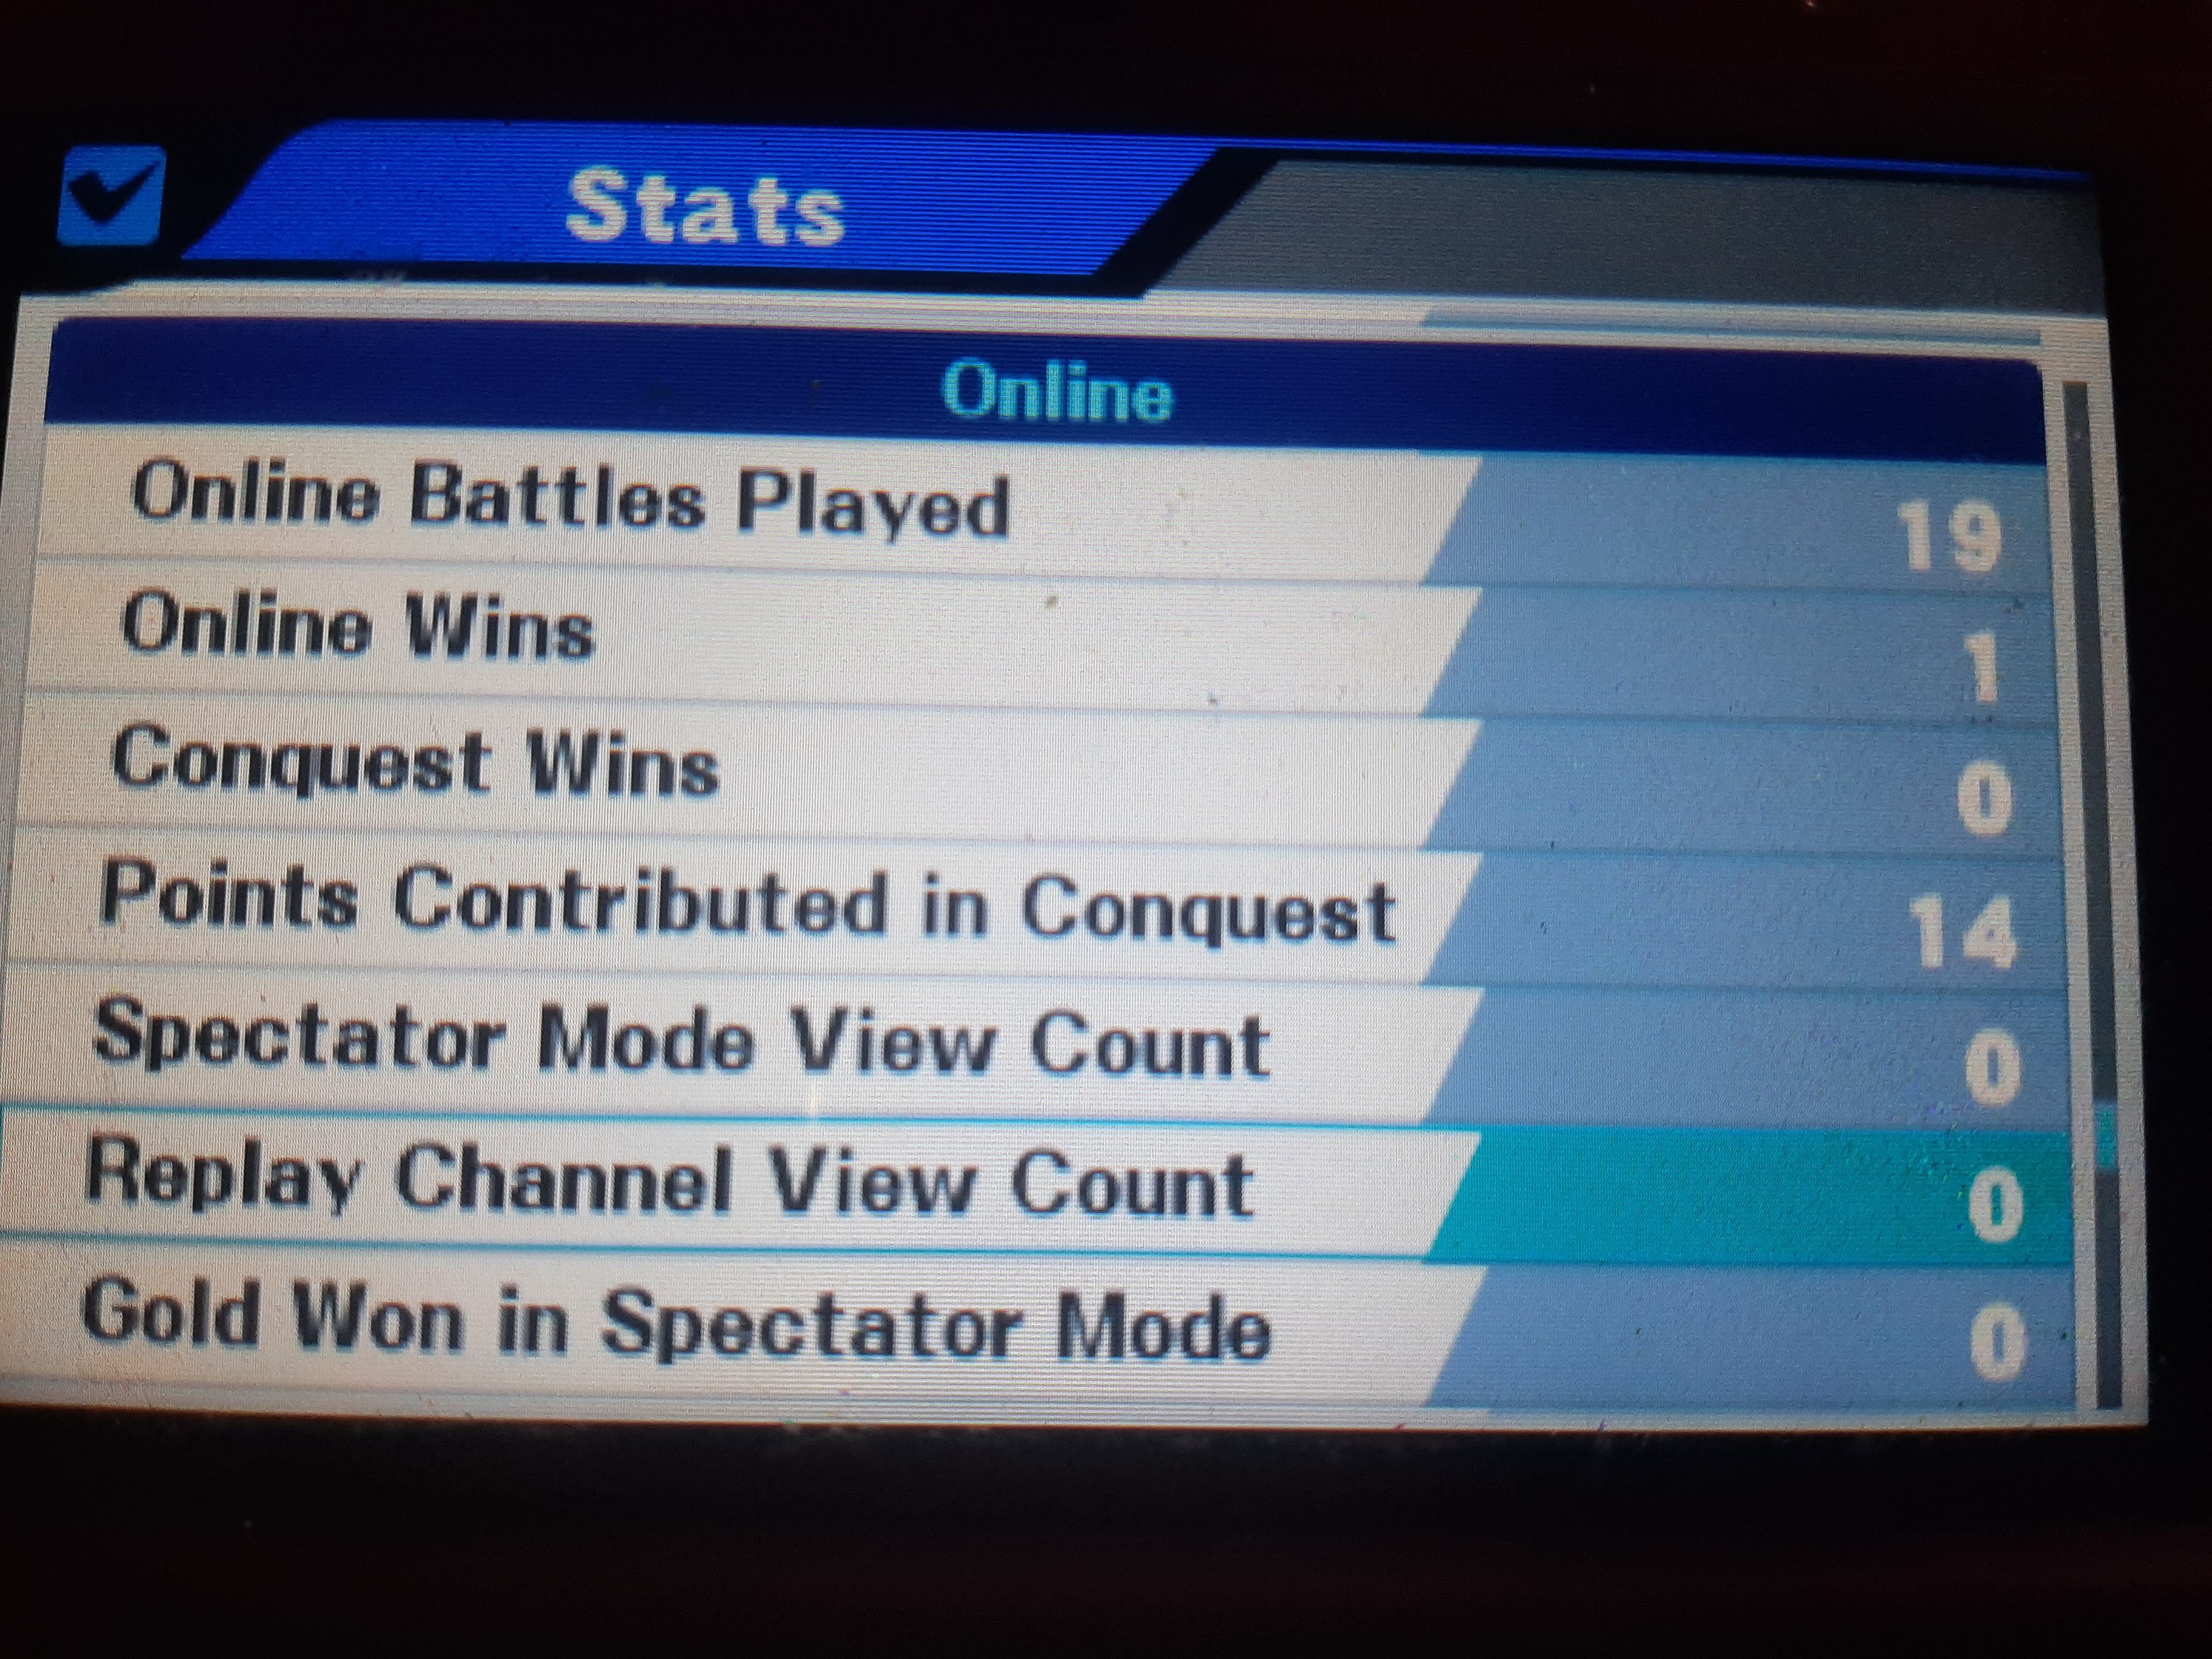 Stats
Online
Online Battles Played 19
Online Wins 1
Conquest Wins 0
Points Contributed in Conquest 14
Spectator Mode View Count 0
Replay Channel View Count 0
Gold Won in Spectator Mode 0